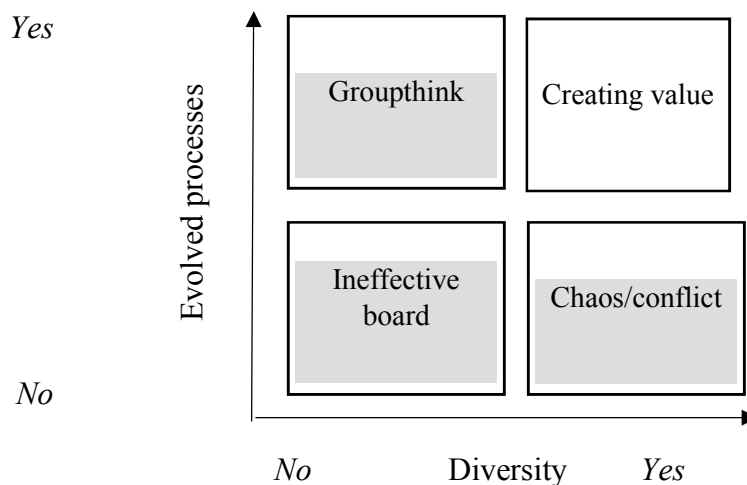 Yes
Groupthink
Creating value
Evolved processes
Ineffective
board
Chaos/conflict
No
No Diversity Yes